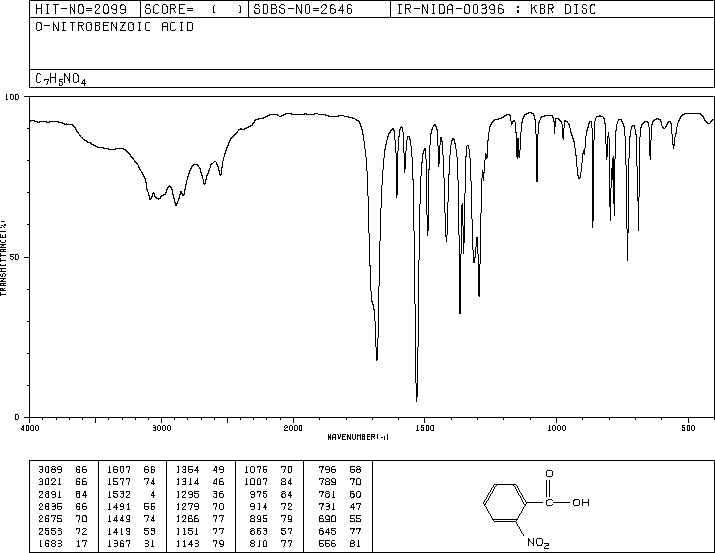 HIT-NO=2099 SCORE= ( ) SDBS-NO=2646 IR-NIDA-00396 : KBR DISC
O-NITROBENZOIC ACID
C7H5NO4
100
50
0
TRANSMITTANCE(%)
4000 3000 2000 1500 1000 500
WAVENUMBER(-1)
3089 66 1607 66 1354 49 1076 70 796 58
3021 66 1577 74 1314 46 1007 84 789 70
2891 64 1532 4 1295 36 975 84 781 60
2836 66 1491 55 1279 70 914 72 731 47
2675 70 1449 74 1266 77 895 79 690 55
2553 72 1419 53 1151 77 863 57 645 77
1683 17 1367 31 1143 79 810 77 556 81
O
OH
NO2